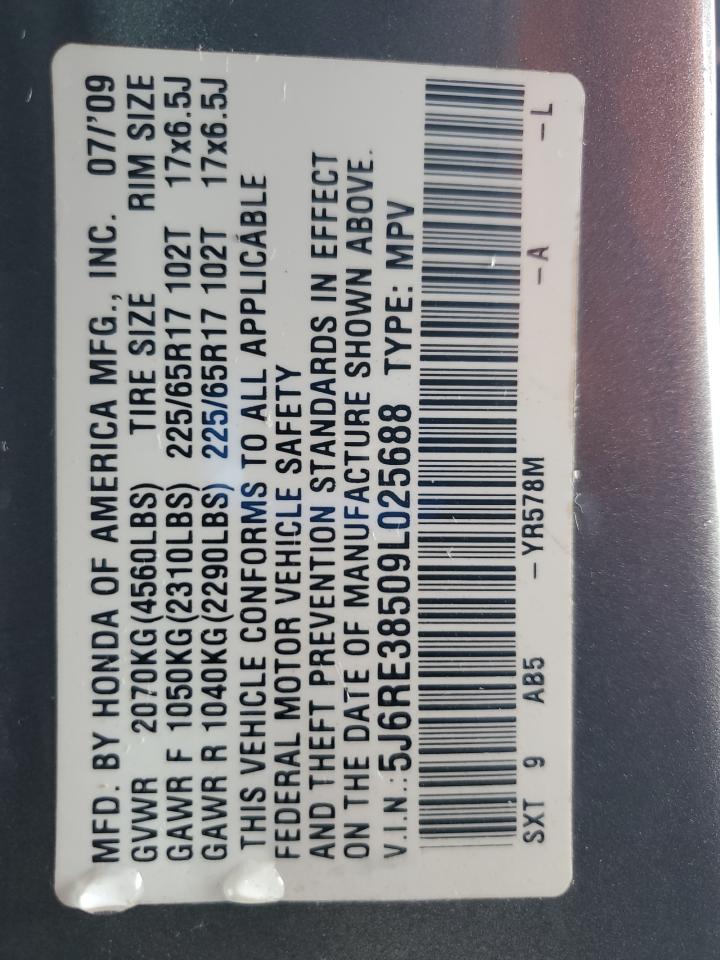 MFD. BY HONDA OF AMERICA MFG., INC. 07/'09
GVWR 2070KG(4560LBS) TIRE SIZE RIM SIZE
GAWR F 1050KG(2310LBS) 225/65R17 102T 17x6.5J
GAWR R 1040KG(2290LBS) 225/65R17 102T 17x6.5J
THIS VEHICLE CONFORMS TO ALL APPLICABLE
FEDERAL MOTOR VEHICLE SAFETY
AND THEFT PREVENTION STANDARDS IN EFFECT
ON THE DATE OF MANUFACTURE SHOWN ABOVE.
V.I.N.:5J6RE38509L025688 TYPE: MPV
SXT 9 AB5 -YR578M -A -L